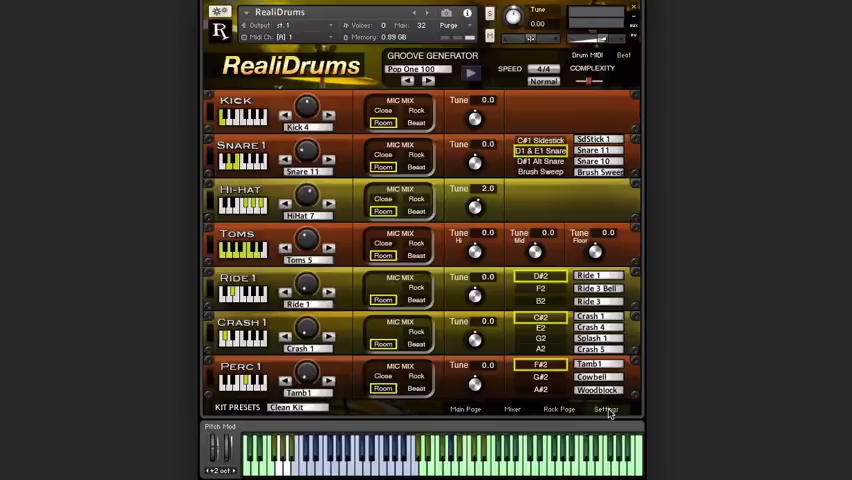 RealiDrums
Output: st. 1 Voices: 0 Max: 32 Purge
Midi Ch: [A] 1 Memory: 0.89 GB
Tune
0.00
R
RealiDrums
GROOVE GENERATOR
Pop One 100
SPEED 4/4
Normal
Drum MIDI Beat
COMPLEXITY
KICK
Kick 4
MIC MIX
Close Rock
Room Beast
Tune 0.0
SNARE 1
Snare 11
MIC MIX
Close Rock
Room Beast
Tune 0.0
C#1 Sidestick SdStick 1
D1 & E1 Snare Snare 11
D#1 Alt Snare Snare 10
Brush Sweep Brush Sweep
HI-HAT
HiHat 7
MIC MIX
Close Rock
Room Beast
Tune 2.0
TOMS
Toms 5
MIC MIX
Close Rock
Room Beast
Tune 0.0 Hi
Tune 0.0 Mid
Tune 0.0 Floor
RIDE 1
Ride 1
MIC MIX
Rock
Room Beast
Tune 0.0
D#2 Ride 1
F2 Ride 3 Bell
B2 Ride 3
CRASH 1
Crash 1
MIC MIX
Rock
Room Beast
Tune 0.0
C#2 Crash 1
E2 Crash 4
G2 Splash 1
A2 Crash 5
PERC 1
Tamb1
MIC MIX
Rock
Room Beast
Tune 0.0
F#2 Tamb1
G#2 Cowbell
A#2 Woodblock
KIT PRESETS Clean Kit
Main Page Mixer Rack Page Settings
Pitch Mod
+2 oct